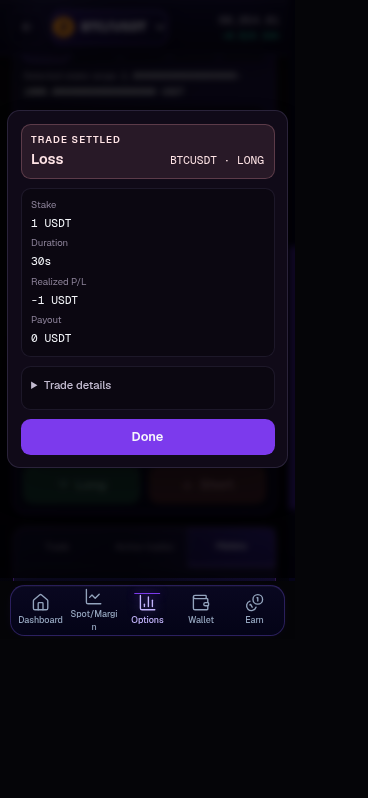 TRADE SETTLED
Loss BTCUSDT · LONG
Stake
1 USDT
Duration
30s
Realized P/L
-1 USDT
Payout
0 USDT
▶ Trade details
Done
Dashboard
Spot/Margi
n
Options
Wallet
Earn